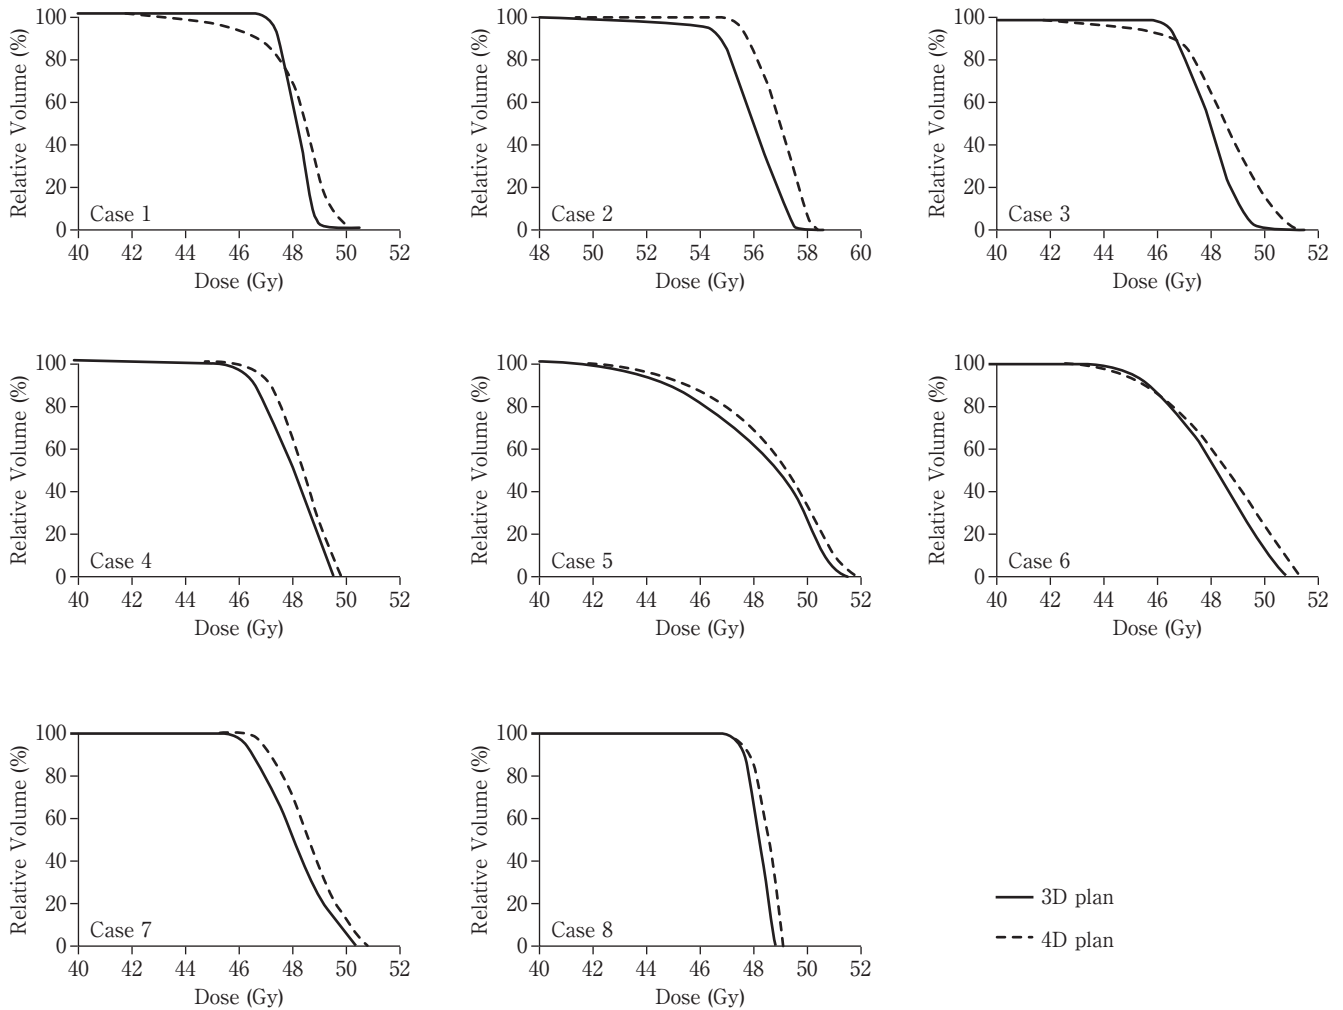 Relative Volume (%)
100
80
60
40
20
0
Case 1
40 42 44 46 48 50 52
Dose (Gy)
Relative Volume (%)
100
80
60
40
20
0
Case 2
48 50 52 54 56 58 60
Dose (Gy)
Relative Volume (%)
100
80
60
40
20
0
Case 3
40 42 44 46 48 50 52
Dose (Gy)
Relative Volume (%)
100
80
60
40
20
0
Case 4
40 42 44 46 48 50 52
Dose (Gy)
Relative Volume (%)
100
80
60
40
20
0
Case 5
40 42 44 46 48 50 52
Dose (Gy)
Relative Volume (%)
100
80
60
40
20
0
Case 6
40 42 44 46 48 50 52
Dose (Gy)
Relative Volume (%)
100
80
60
40
20
0
Case 7
40 42 44 46 48 50 52
Dose (Gy)
Relative Volume (%)
100
80
60
40
20
0
Case 8
40 42 44 46 48 50 52
Dose (Gy)
3D plan
4D plan